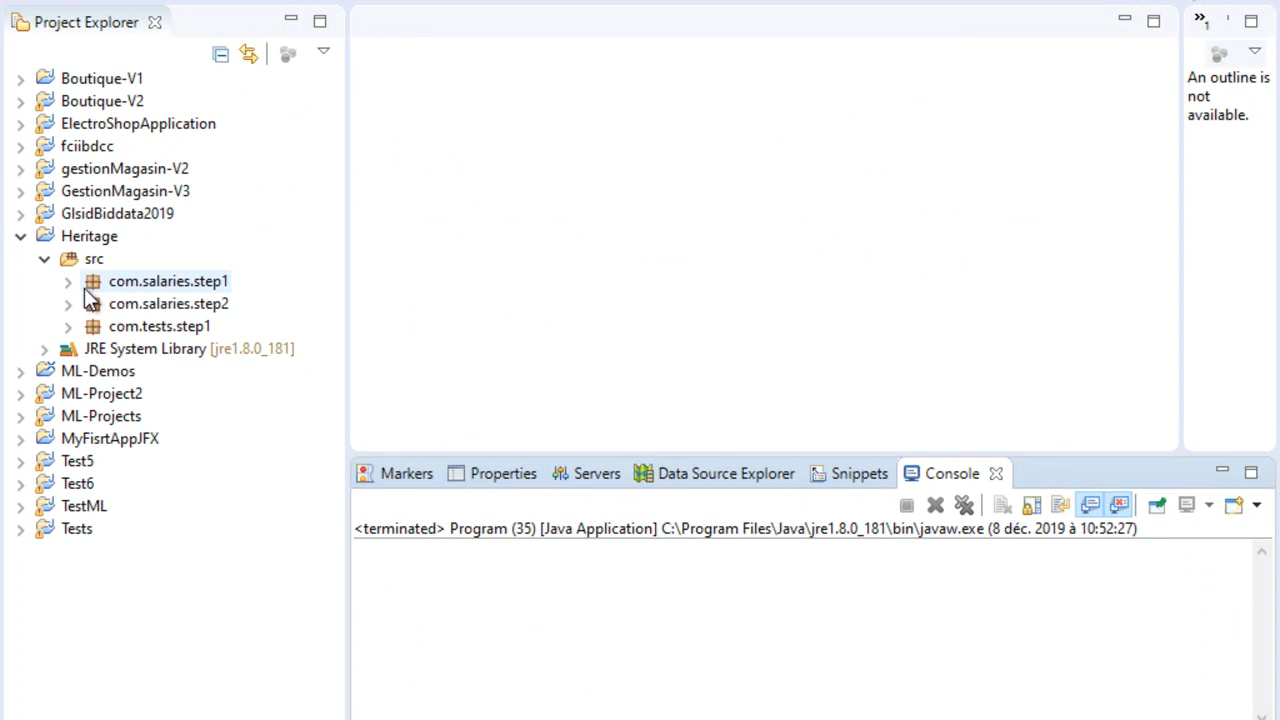 Project Explorer
Boutique-V1
Boutique-V2
ElectroShopApplication
fciibdcc
gestionMagasin-V2
GestionMagasin-V3
GlsidBiddata2019
Heritage
src
com.salaries.step1
com.salaries.step2
com.tests.step1
JRE System Library [jre1.8.0_181]
ML-Demos
ML-Project2
ML-Projects
MyFisrtAppJFX
Test5
Test6
TestML
Tests
»1
An outline is
not
available.
Markers Properties Servers Data Source Explorer Snippets Console
<terminated> Program (35) [Java Application] C:\Program Files\Java\jre1.8.0_181\bin\javaw.exe (8 déc. 2019 à 10:52:27)